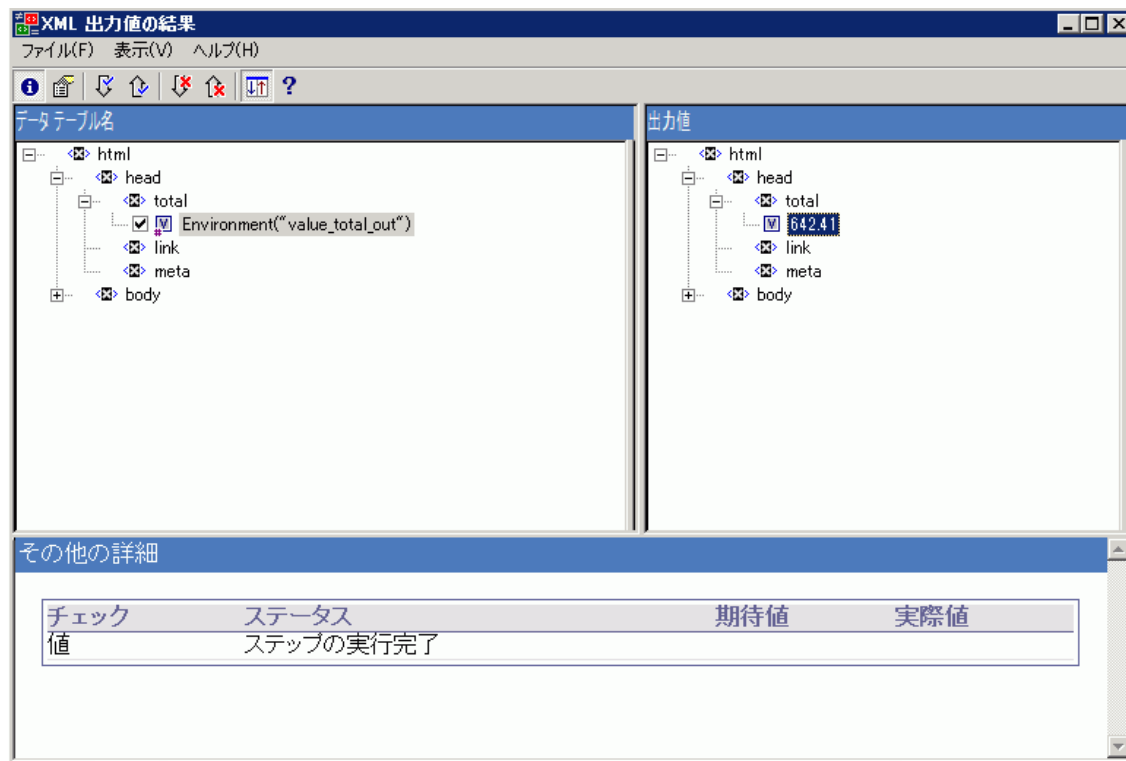 XML 出力値の結果
ファイル(F) 表示(V) ヘルプ(H)
データ テーブル名
html
head
total
Environment("value_total_out")
link
meta
body
出力値
html
head
total
642.41
link
meta
body
その他の詳細
チェック ステータス 期待値 実際値
値 ステップの実行完了